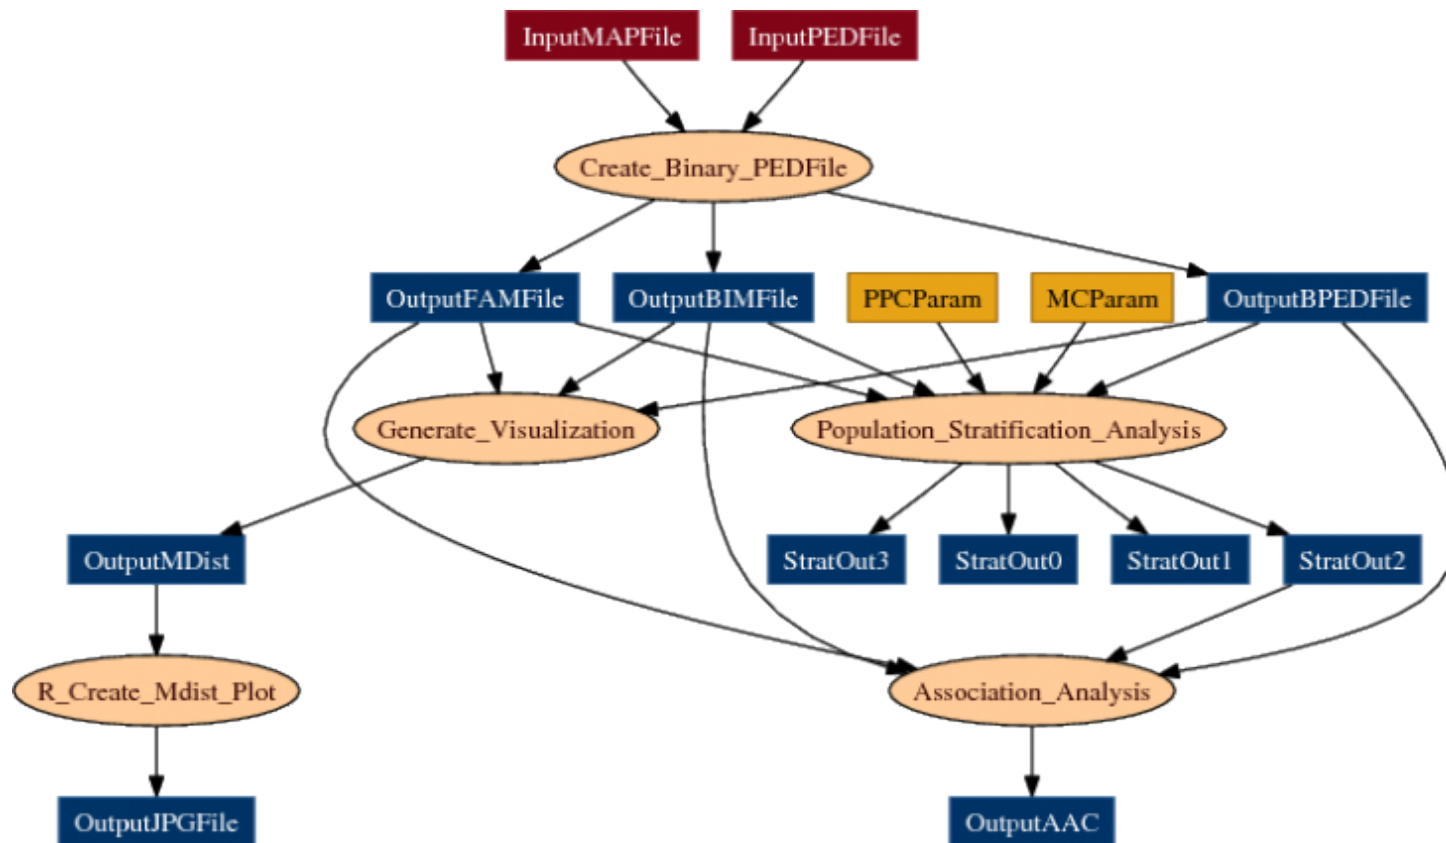 InputMAPFile
InputPEDFile
Create_Binary_PEDFile
OutputFAMFile
OutputBIMFile
PPCParam
MCParam
OutputBPEDFile
Generate_Visualization
Population_Stratification_Analysis
OutputMDist
StratOut3
StratOut0
StratOut1
StratOut2
R_Create_Mdist_Plot
Association_Analysis
OutputJPGFile
OutputAAC